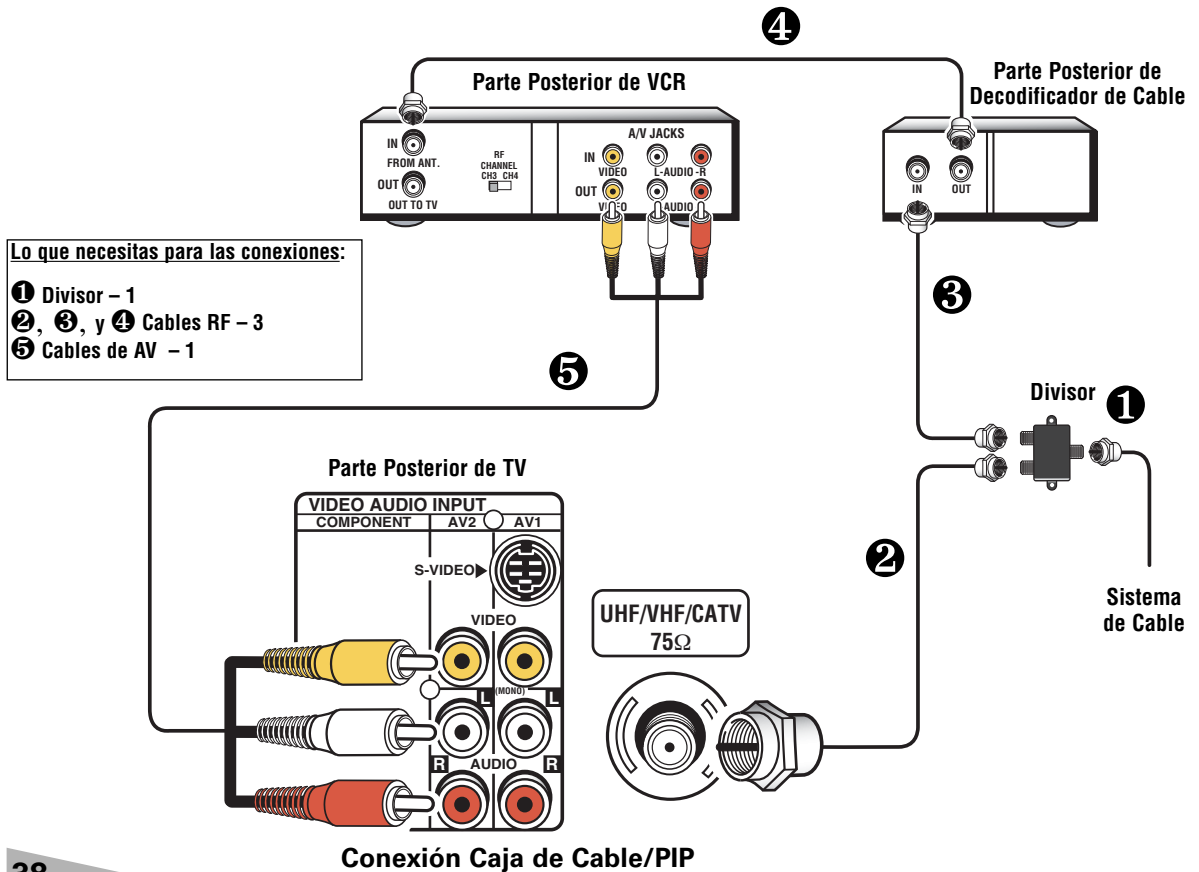 ❹
Parte Posterior de VCR
Parte Posterior de
Decodificador de Cable
A/V JACKS
IN
FROM ANT.
RF
CHANNEL
CH3 CH4
IN
VIDEO
L-AUDIO-R
OUT
OUT TO TV
OUT
VIDEO
AUDIO
IN
OUT
Lo que necesitas para las conexiones:
❶ Divisor – 1
❷, ❸, y ❹ Cables RF – 3
❺ Cables de AV – 1
❸
❺
Divisor
❶
Parte Posterior de TV
VIDEO AUDIO INPUT
COMPONENT
AV2
AV1
S-VIDEO▶
❷
UHF/VHF/CATV
75Ω
Sistema
de Cable
VIDEO
L
(MONO)
L
R
AUDIO
R
Conexión Caja de Cable/PIP
38